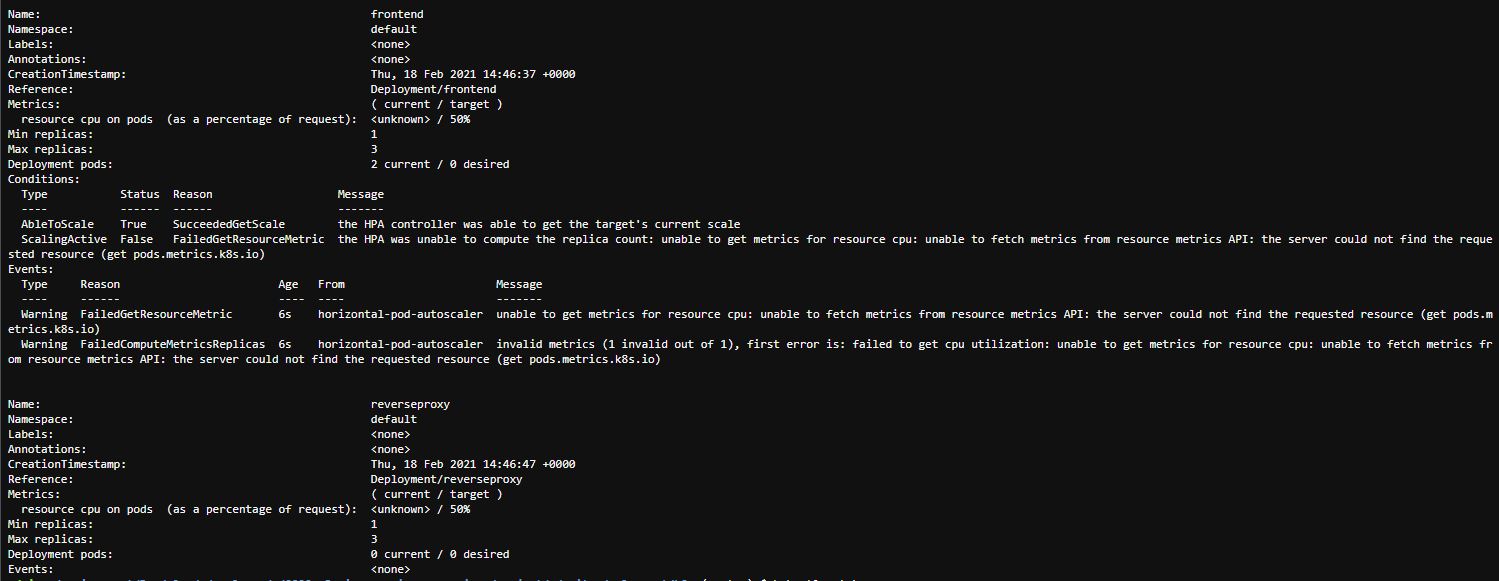 Name:                                                  frontend
Namespace:                                             default
Labels:                                                <none>
Annotations:                                           <none>
CreationTimestamp:                                     Thu, 18 Feb 2021 14:46:37 +0000
Reference:                                             Deployment/frontend
Metrics:                                               ( current / target )
  resource cpu on pods  (as a percentage of request):  <unknown> / 50%
Min replicas:                                          1
Max replicas:                                          3
Deployment pods:                                       2 current / 0 desired
Conditions:
  Type           Status  Reason                   Message
  ----           ------  ------                   -------
  AbleToScale    True    SucceededGetScale        the HPA controller was able to get the target's current scale
  ScalingActive  False   FailedGetResourceMetric  the HPA was unable to compute the replica count: unable to get metrics for resource cpu: unable to fetch metrics from resource metrics API: the server could not find the reque
sted resource (get pods.metrics.k8s.io)
Events:
  Type     Reason                        Age   From                       Message
  ----     ------                        ----  ----                       -------
  Warning  FailedGetResourceMetric       6s    horizontal-pod-autoscaler  unable to get metrics for resource cpu: unable to fetch metrics from resource metrics API: the server could not find the requested resource (get pods.m
etrics.k8s.io)
  Warning  FailedComputeMetricsReplicas  6s    horizontal-pod-autoscaler  invalid metrics (1 invalid out of 1), first error is: failed to get cpu utilization: unable to get metrics for resource cpu: unable to fetch metrics fr
om resource metrics API: the server could not find the requested resource (get pods.metrics.k8s.io)
Name:                                                  reverseproxy
Namespace:                                             default
Labels:                                                <none>
Annotations:                                           <none>
CreationTimestamp:                                     Thu, 18 Feb 2021 14:46:47 +0000
Reference:                                             Deployment/reverseproxy
Metrics:                                               ( current / target )
  resource cpu on pods  (as a percentage of request):  <unknown> / 50%
Min replicas:                                          1
Max replicas:                                          3
Deployment pods:                                       0 current / 0 desired
Events:                                                <none>